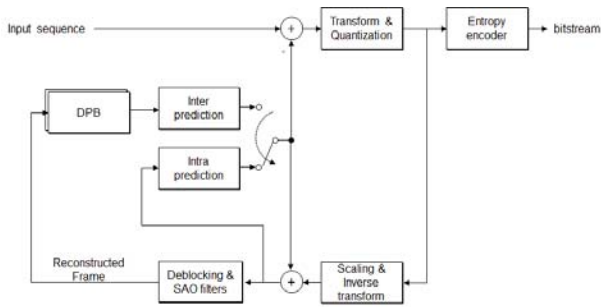 Input sequence
+
-
Transform &
Quantization
Entropy
encoder
bitstream
DPB
Inter
prediction
Intra
prediction
Reconstructed
Frame
Deblocking &
SAO filters
+
Scaling &
Inverse
transform